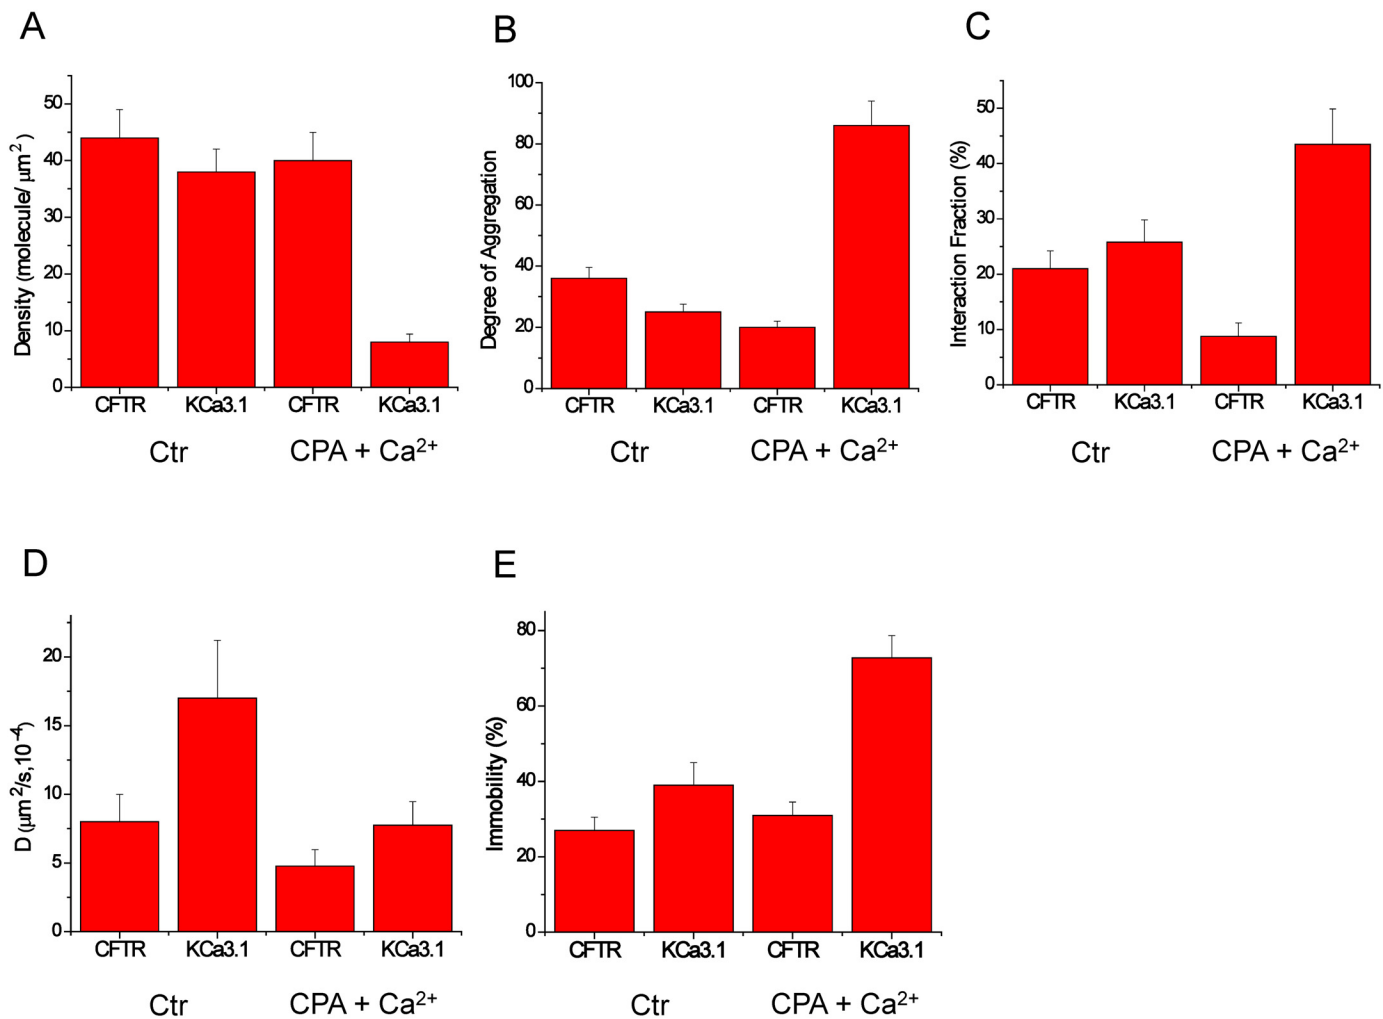 A
Density (molecule/ μm²)
50
40
30
20
10
0
CFTR KCa3.1 CFTR KCa3.1
Ctr CPA + Ca²⁺
B
Degree of Aggregation
100
80
60
40
20
0
CFTR KCa3.1 CFTR KCa3.1
Ctr CPA + Ca²⁺
C
Interaction Fraction (%)
50
40
30
20
10
0
CFTR KCa3.1 CFTR KCa3.1
Ctr CPA + Ca²⁺
D
D (μm²/s,10⁻⁴)
20
15
10
5
0
CFTR KCa3.1 CFTR KCa3.1
Ctr CPA + Ca²⁺
E
Immobility (%)
80
60
40
20
0
CFTR KCa3.1 CFTR KCa3.1
Ctr CPA + Ca²⁺